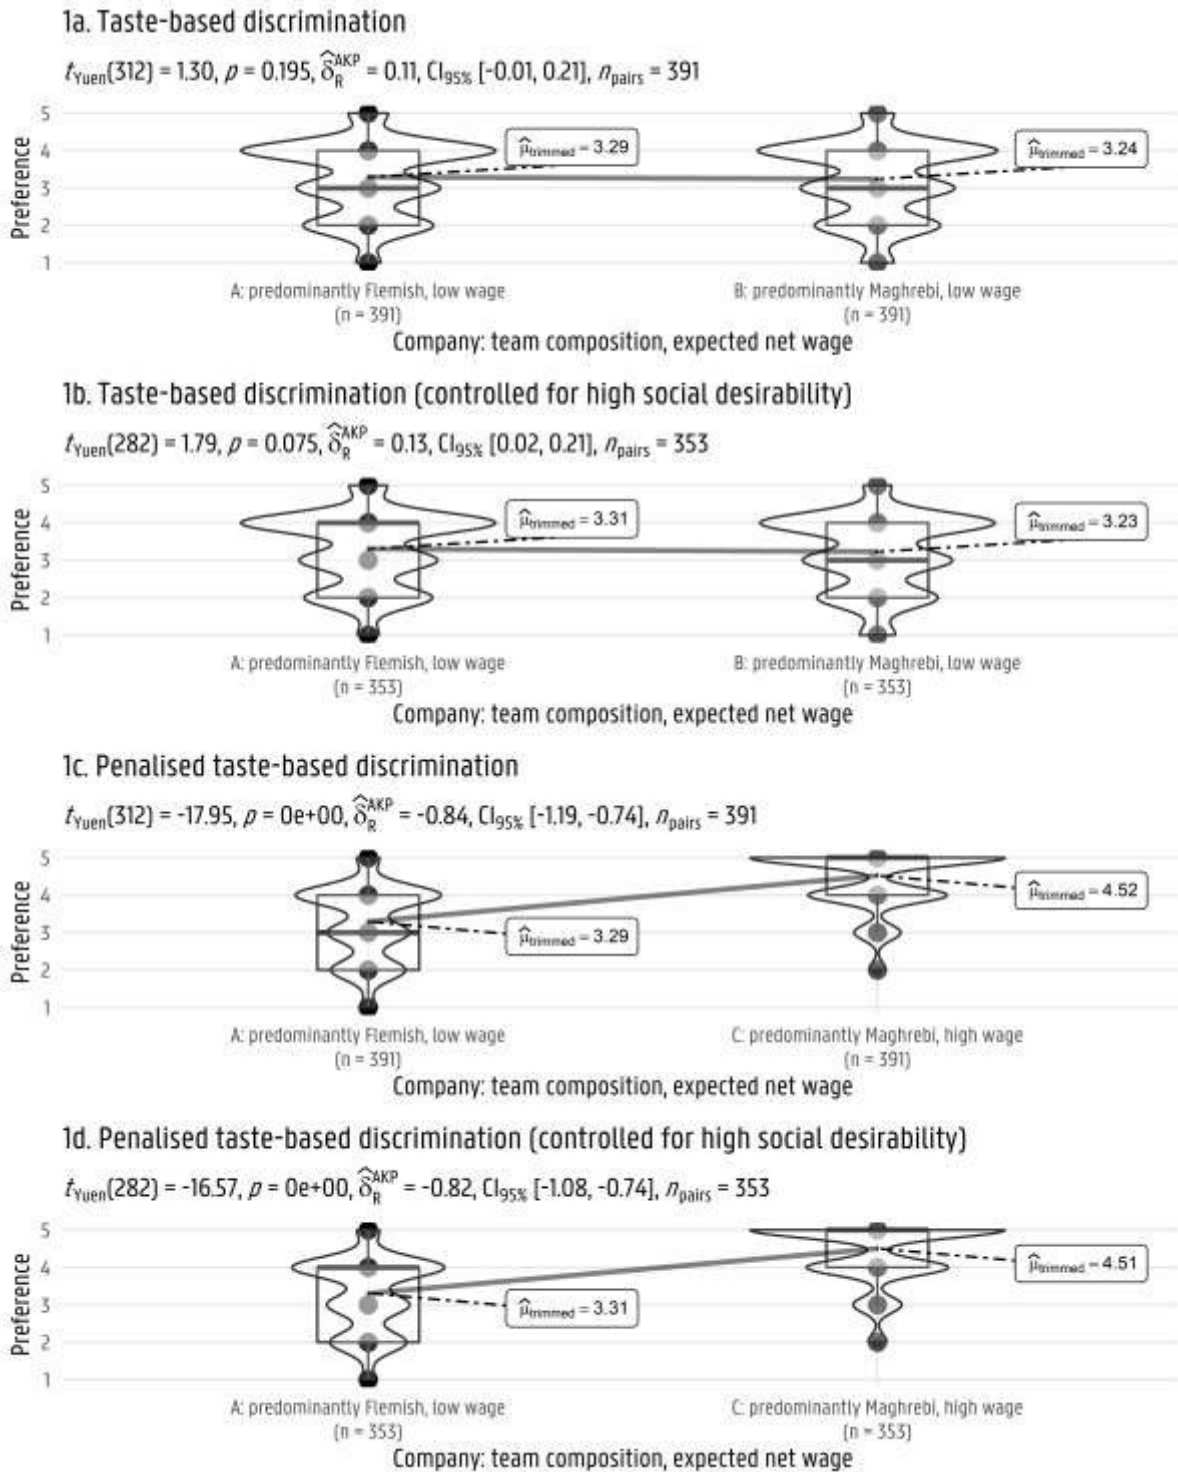 1a. Taste-based discrimination
t̂Yuen(312) = 1.30, p = 0.195, δ̂R^AKP = 0.11, CI95% [-0.01, 0.21], npairs = 391
5
4
3
2
1
Preference
μ̂trimmed = 3.29
μ̂trimmed = 3.24
A: predominantly Flemish, low wage
(n = 391)
B: predominantly Maghrebi, low wage
(n = 391)
Company: team composition, expected net wage
1b. Taste-based discrimination (controlled for high social desirability)
tYuen(282) = 1.79, p = 0.075, δ̂R^AKP = 0.13, CI95% [0.02, 0.21], npairs = 353
5
4
3
2
1
Preference
μ̂trimmed = 3.31
μ̂trimmed = 3.23
A: predominantly Flemish, low wage
(n = 353)
B: predominantly Maghrebi, low wage
(n = 353)
Company: team composition, expected net wage
1c. Penalised taste-based discrimination
tYuen(312) = -17.95, p = 0e+00, δ̂R^AKP = -0.84, CI95% [-1.19, -0.74], npairs = 391
5
4
3
2
1
Preference
μ̂trimmed = 3.29
μ̂trimmed = 4.52
A: predominantly Flemish, low wage
(n = 391)
C: predominantly Maghrebi, high wage
(n = 391)
Company: team composition, expected net wage
1d. Penalised taste-based discrimination (controlled for high social desirability)
tYuen(282) = -16.57, p = 0e+00, δ̂R^AKP = -0.82, CI95% [-1.08, -0.74], npairs = 353
5
4
3
2
1
Preference
μ̂trimmed = 3.31
μ̂trimmed = 4.51
A: predominantly Flemish, low wage
(n = 353)
C: predominantly Maghrebi, high wage
(n = 353)
Company: team composition, expected net wage